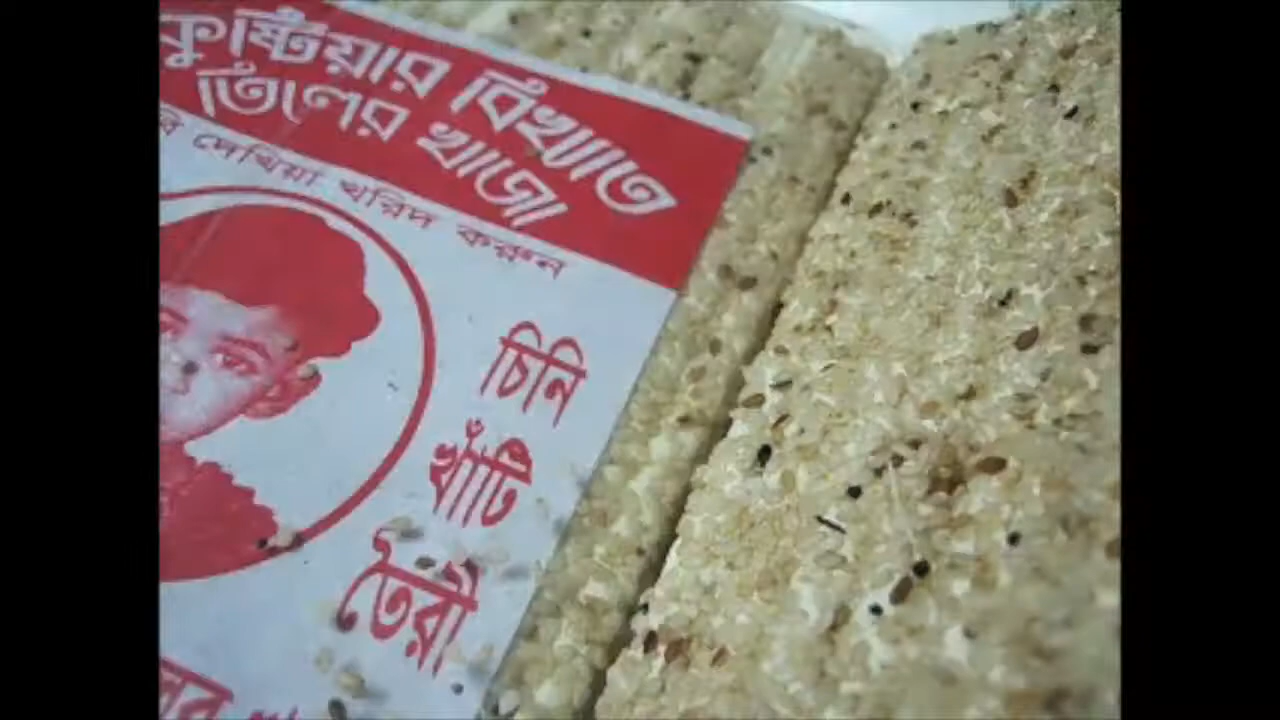 কুষ্টিয়ার বিখ্যাত
তিলের খাজা
দেখিয়া খরিদ করুন
চিনি
খাঁটি
তৈরী